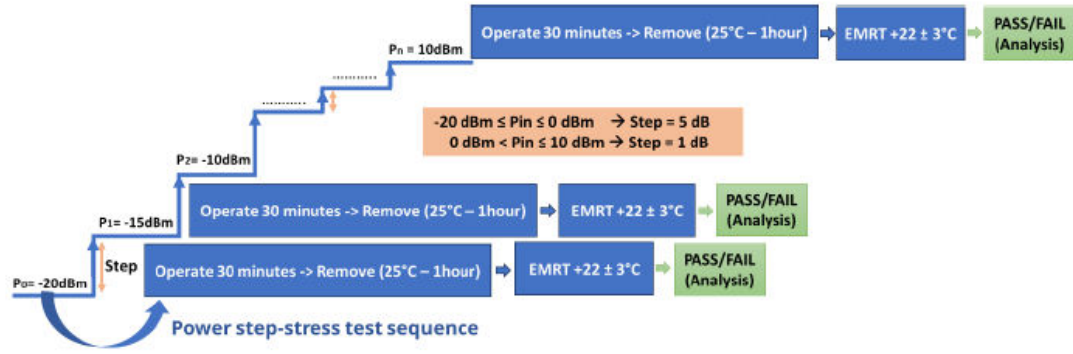 Pn = 10dBm
Operate 30 minutes -> Remove (25°C – 1hour)
EMRT +22 ± 3°C
PASS/FAIL
(Analysis)
...........
...........
-20 dBm ≤ Pin ≤ 0 dBm → Step = 5 dB
0 dBm < Pin ≤ 10 dBm → Step = 1 dB
P2= -10dBm
Operate 30 minutes -> Remove (25°C – 1hour)
EMRT +22 ± 3°C
PASS/FAIL
(Analysis)
P1= -15dBm
Step
Operate 30 minutes -> Remove (25°C – 1hour)
EMRT +22 ± 3°C
PASS/FAIL
(Analysis)
P0= -20dBm
Power step-stress test sequence